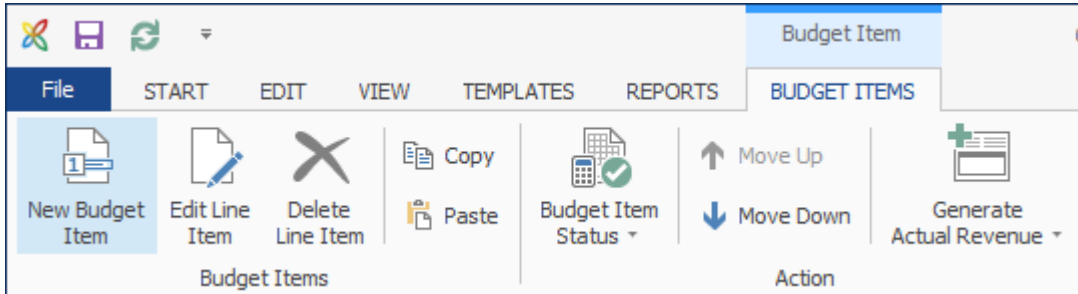 Budget Item
File START EDIT VIEW TEMPLATES REPORTS BUDGET ITEMS
New Budget
Item
Edit Line
Item
Delete
Line Item
Copy
Paste
Budget Item
Status
Move Up
Move Down
Generate
Actual Revenue
Budget Items
Action